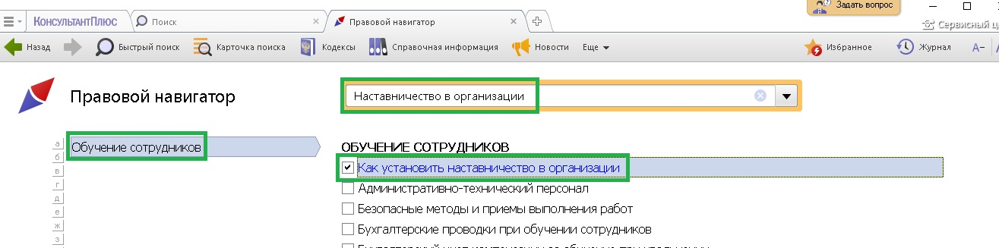 Задать вопрос
КонсультантПлюс
Поиск
Правовой навигатор
Сервисный
Назад
Быстрый поиск
Карточка поиска
Кодексы
Справочная информация
Новости
Еще
Избранное
Журнал
A-
Правовой навигатор
Наставничество в организации
Обучение сотрудников
а
б
в
г
д
е
ж
з
ОБУЧЕНИЕ СОТРУДНИКОВ
Как установить наставничество в организации
Административно-технический персонал
Безопасные методы и приемы выполнения работ
Бухгалтерские проводки при обучении сотрудников